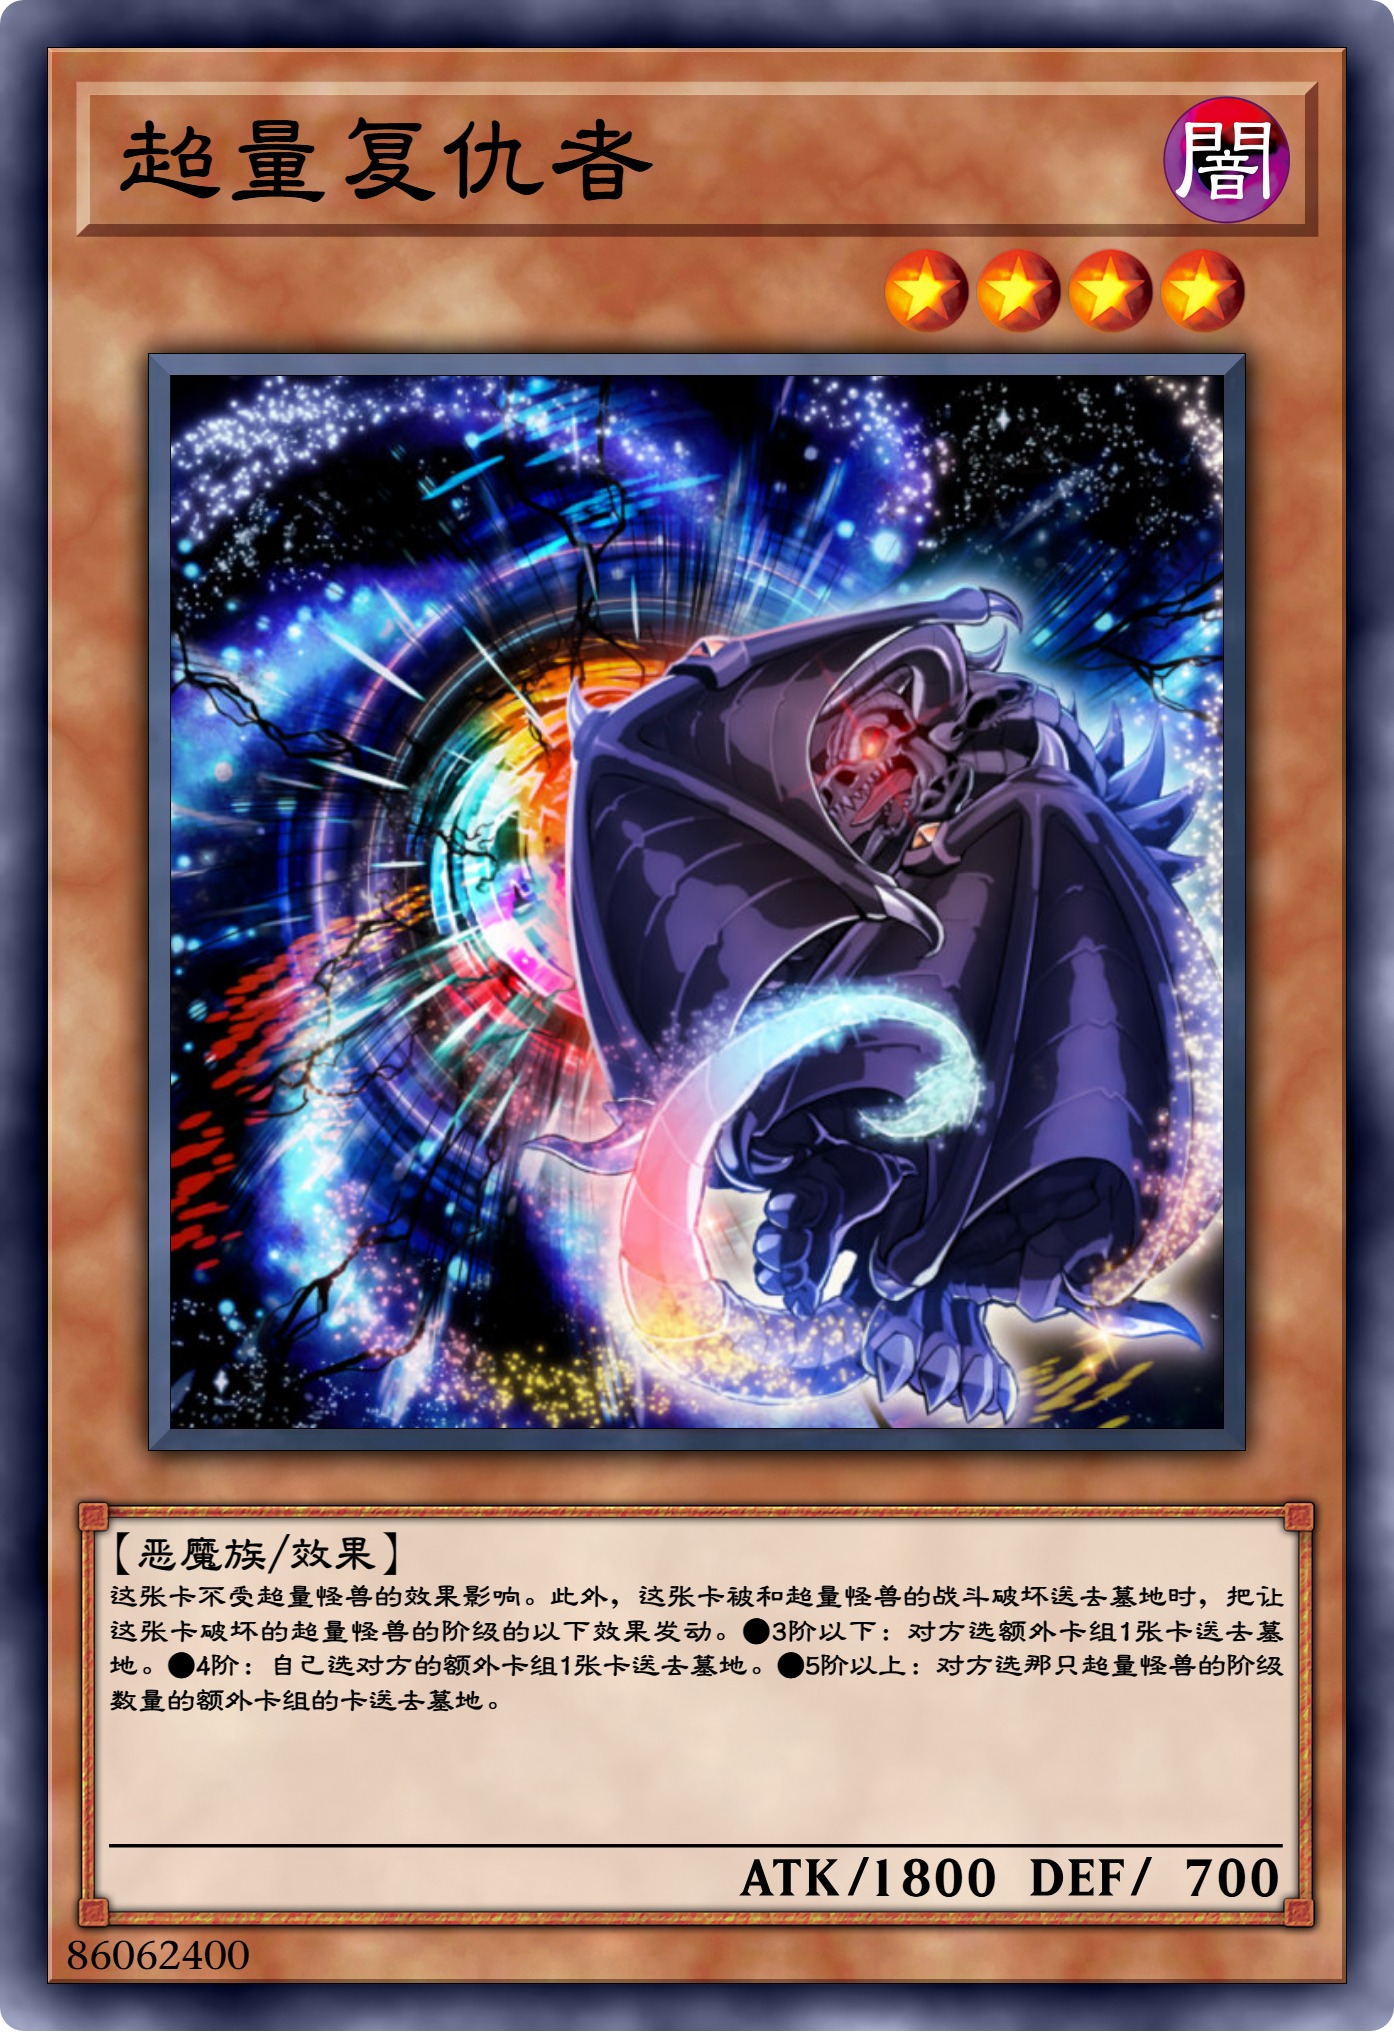 超量复仇者
闇
【恶魔族/效果】
这张卡不受超量怪兽的效果影响。此外，这张卡被和超量怪兽的战斗破坏送去墓地时，把让
这张卡破坏的超量怪兽的阶级的以下效果发动。●3阶以下：对方选额外卡组1张卡送去墓
地。●4阶：自己选对方的额外卡组1张卡送去墓地。●5阶以上：对方选那只超量怪兽的阶级
数量的额外卡组的卡送去墓地。
ATK/1800 DEF/ 700
86062400